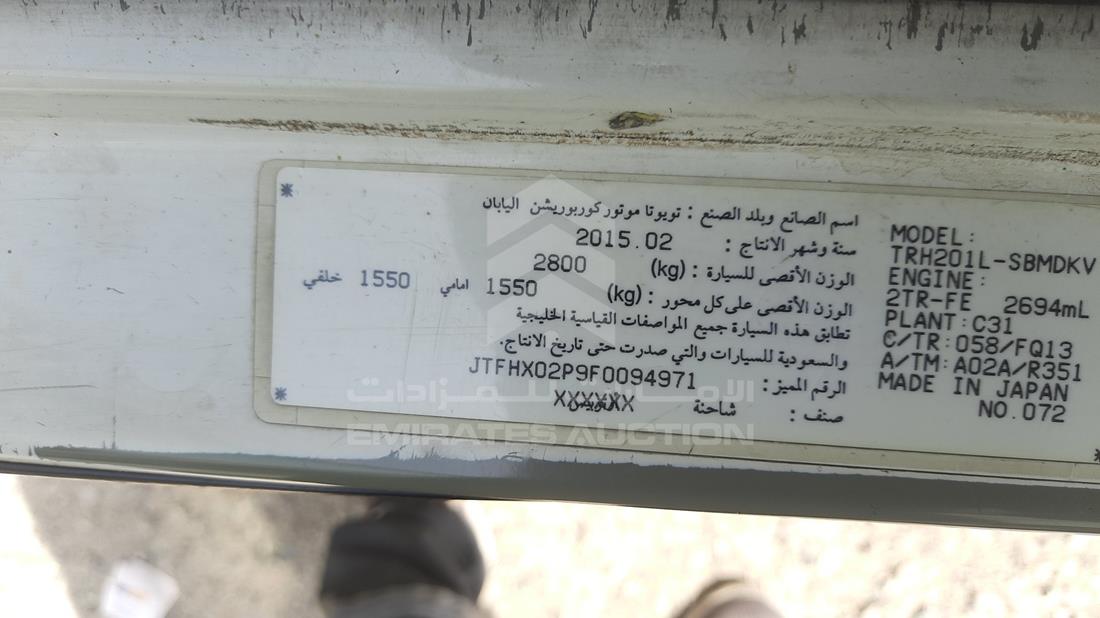 اسم الصانع وبلد الصنع : تويوتا موتور كوربوريشن اليابان
سنة وشهر الانتاج : 2015.02
الوزن الأقصى للسيارة : (kg) 2800
الوزن الأقصى على كل محور : (kg) 1550 امامي 1550 خلفي
تطابق هذه السيارة جميع المواصفات القياسية الخليجية
والسعودية للسيارات والتي صدرت حتى تاريخ الانتاج.
الرقم المميز : JTFHX02P9F0094971
صنف : شاحنة XXXXXX
MODEL:
TRH201L-SBMDKV
ENGINE:
2TR-FE 2694mL
PLANT: C31
C/TR: 058/FQ13
A/TM: A02A/R351
MADE IN JAPAN
NO.072
الإمارات للمزادات
EMIRATES AUCTION